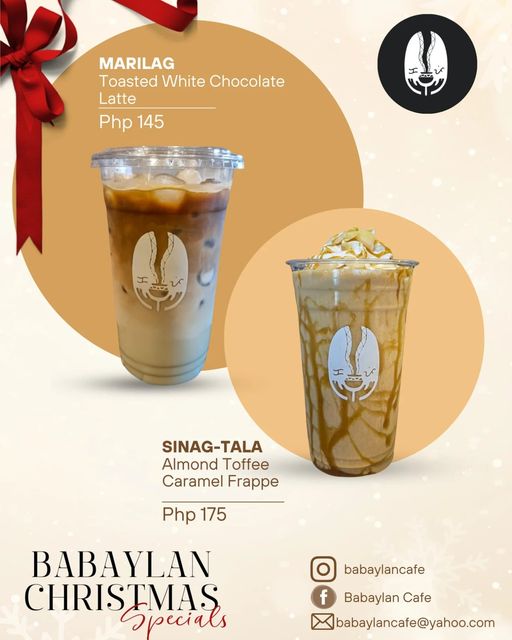 MARILAG
Toasted White Chocolate
Latte
Php 145
SINAG-TALA
Almond Toffee
Caramel Frappe
Php 175
BABAYLAN
CHRISTMAS
Specials
babaylancafe
Babaylan Cafe
babaylancafe@yahoo.com